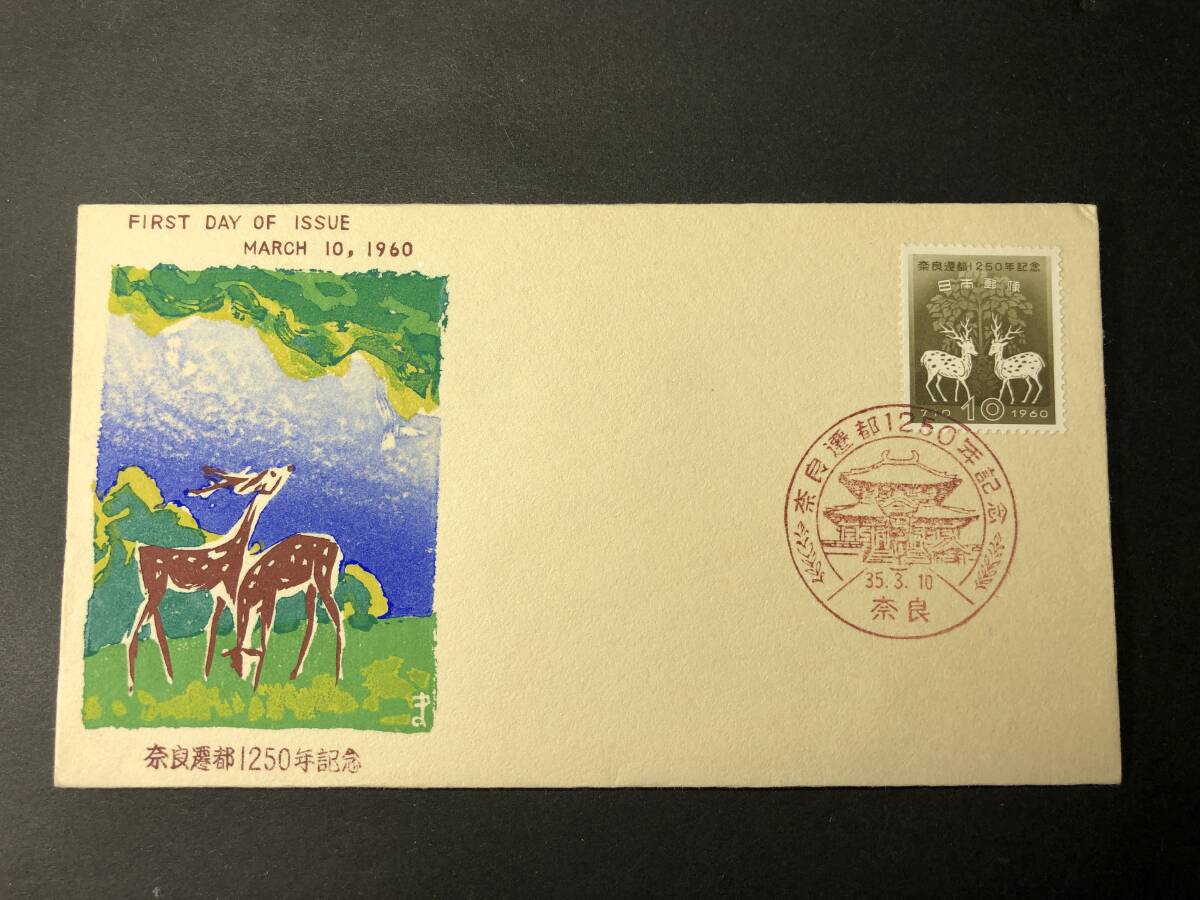 FIRST DAY OF ISSUE
MARCH 10, 1960
奈良遷都1250年記念
奈良遷都1250年記念
日本郵便
710 10 1960
奈良遷都1250年記念
35.3.10
奈良